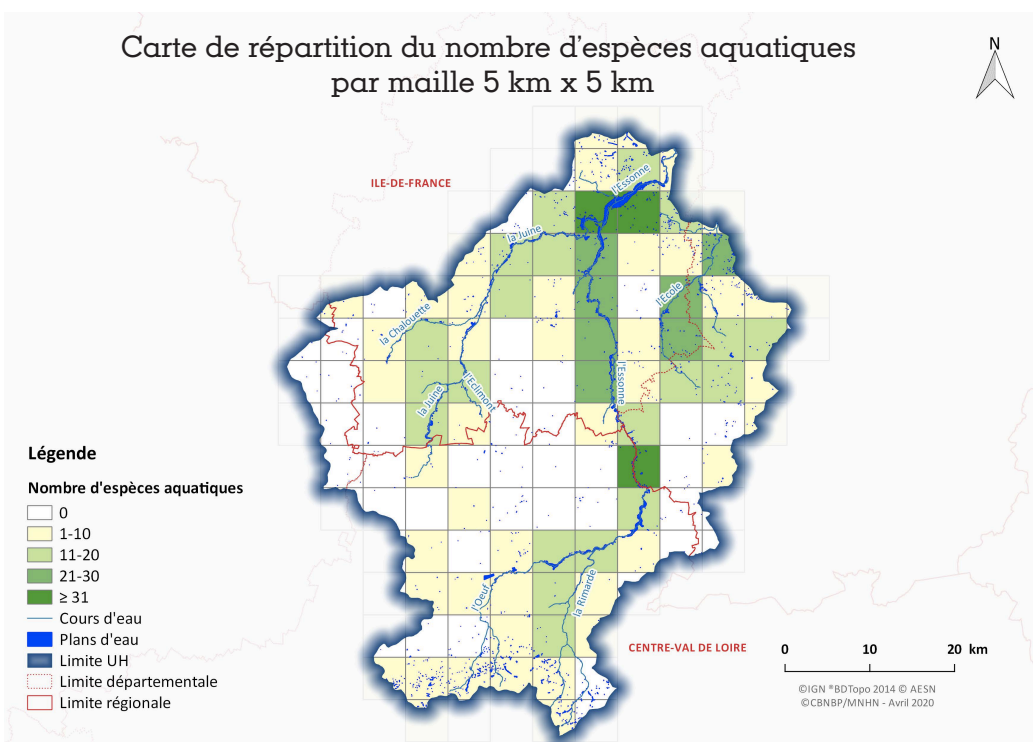 Carte de répartition du nombre d'espèces aquatiques
par maille 5 km x 5 km
N
ILE-DE-FRANCE
l'Essonne
la Juine
l'Ecole
la Chalouette
l'Essonne
l'Eclimont
la Juine
l'Oeuf
la Rimarde
CENTRE-VAL DE LOIRE
Légende
Nombre d'espèces aquatiques
0
1-10
11-20
21-30
≥ 31
Cours d'eau
Plans d'eau
Limite UH
Limite départementale
Limite régionale
0 10 20 km
©IGN ®BDTopo 2014 © AESN
©CBNBP/MNHN - Avril 2020